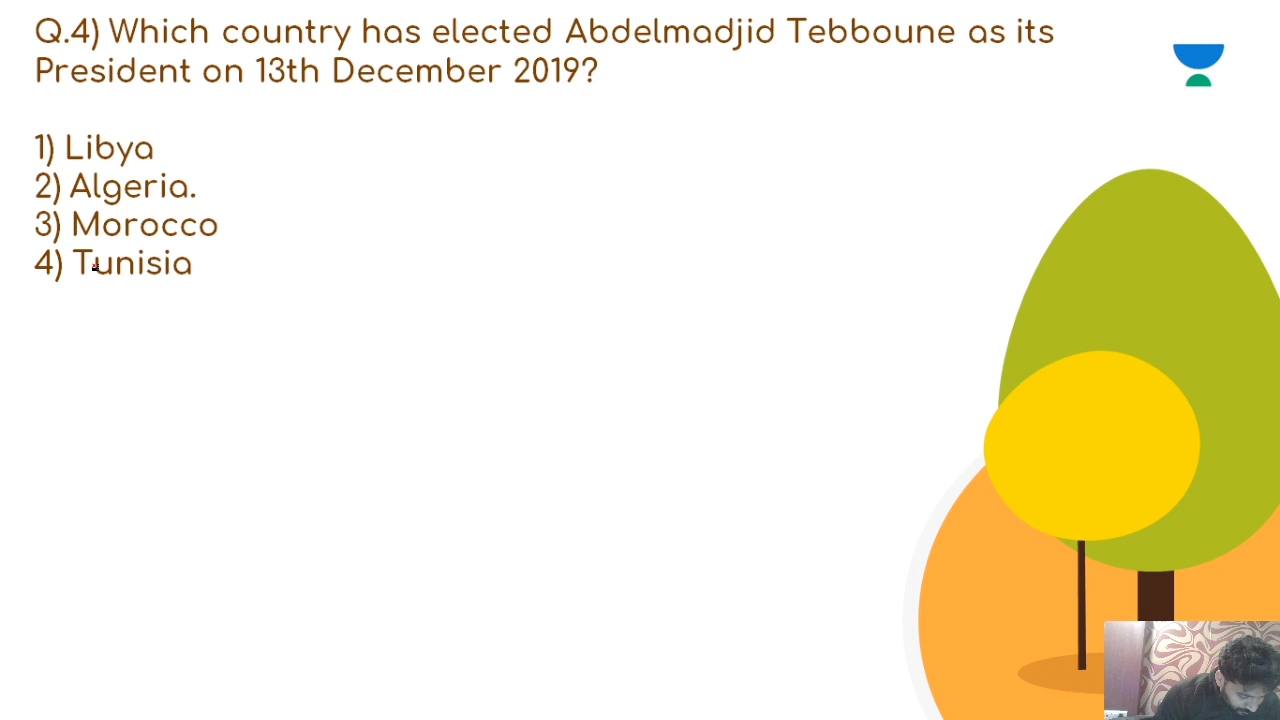 Q.4) Which country has elected Abdelmadjid Tebboune as its
President on 13th December 2019?
1) Libya
2) Algeria.
3) Morocco
4) Tunisia